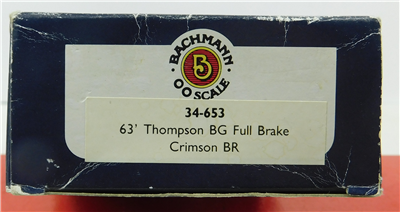 BACHMANN
B
OO SCALE
34-653
63' Thompson BG Full Brake
Crimson BR